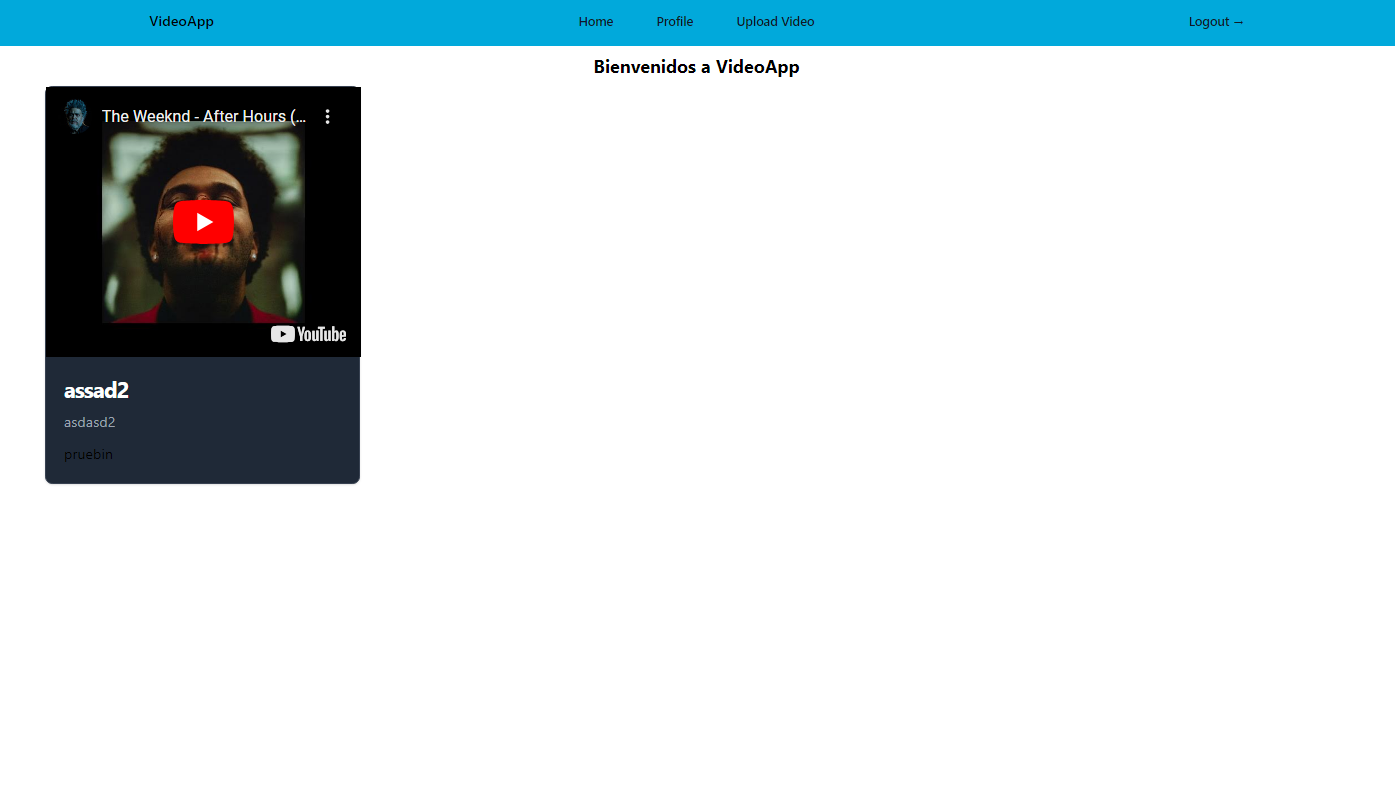 VideoApp
Home Profile Upload Video
Logout →
Bienvenidos a VideoApp
The Weeknd - After Hours (...
YouTube
assad2
asdasd2
pruebin